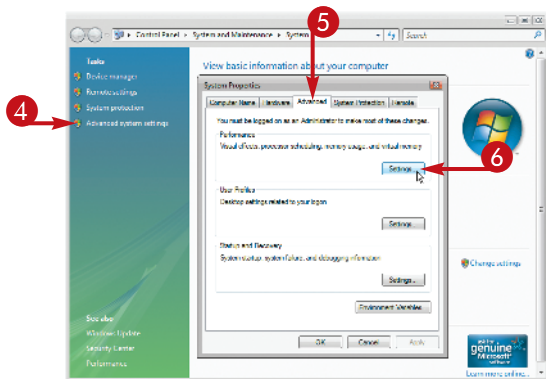 5
Control Panel ▸ System and Maintenance ▸ System
Search
Tasks
Device manager
Remote settings
System protection
4
Advanced system settings
View basic information about your computer
System Properties
Computer Name
Hardware
Advanced
System Protection
Remote
You must be logged on as an Administrator to make most of these changes.
Performance
Visual effects, processor scheduling, memory usage, and virtual memory
Settings...
6
User Profiles
Desktop settings related to your logon
Settings...
Startup and Recovery
System startup, system failure, and debugging information
Settings...
Environment Variables...
OK
Cancel
Apply
Change settings
See also
Windows Update
Security Center
Performance
ask for
genuine
Microsoft
software
Learn more online...